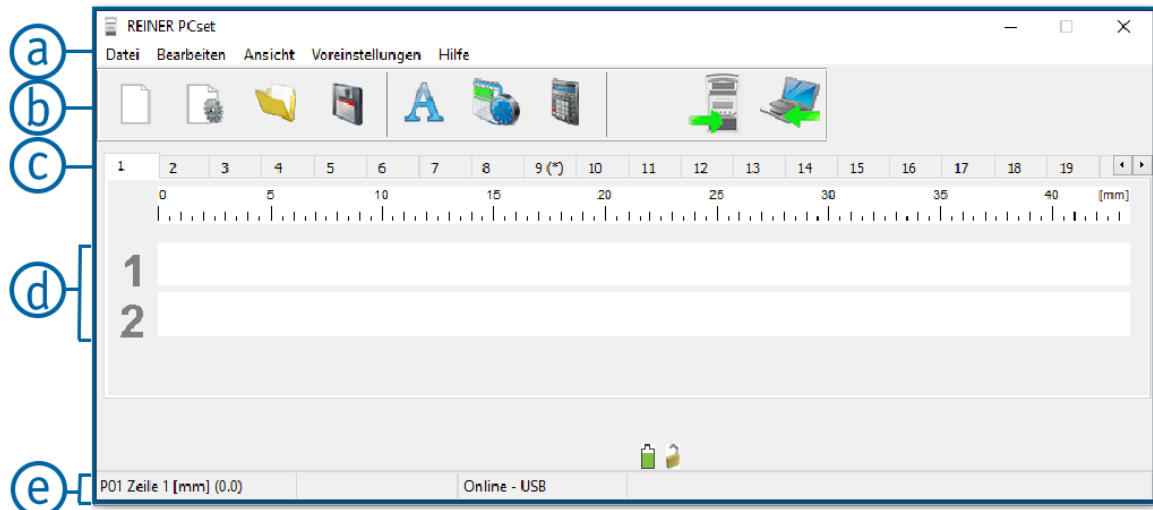 REINER PCset
a
Datei Bearbeiten Ansicht Voreinstellungen Hilfe
b
A
c
1 2 3 4 5 6 7 8 9 (*) 10 11 12 13 14 15 16 17 18 19
0 5 10 15 20 25 30 35 40 [mm]
d
1
2
e
P01 Zeile 1 [mm] (0.0) Online - USB